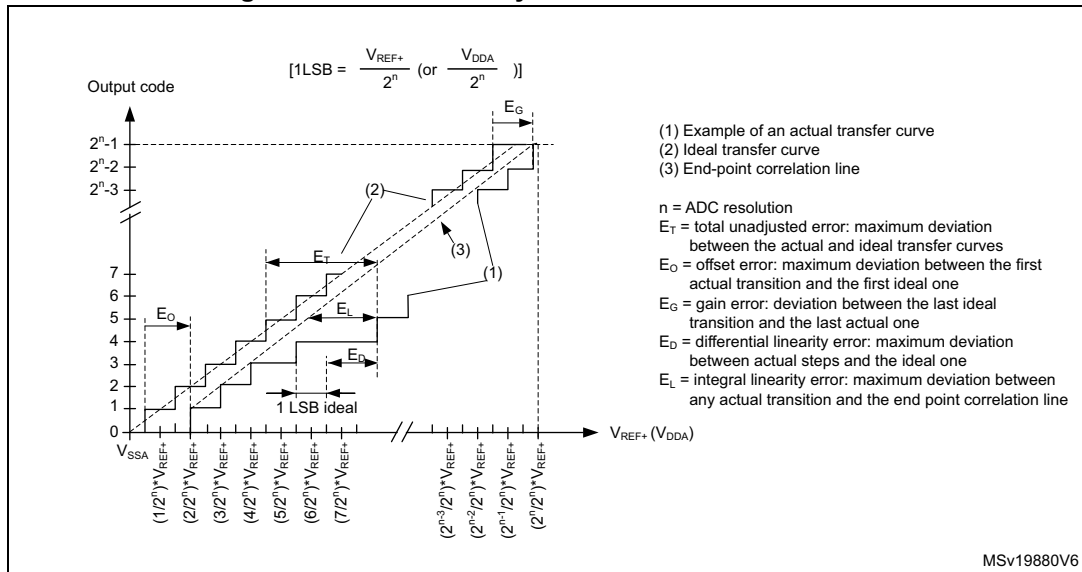 [1LSB = V_REF+ / 2^n (or V_DDA / 2^n )]
Output code
E_G
2^n-1
2^n-2
2^n-3
7
6
5
4
3
2
1
0
(2)
(3)
(1)
E_T
E_O
E_L
E_D
1 LSB ideal
V_SSA
(1/2^n)*V_REF+
(2/2^n)*V_REF+
(3/2^n)*V_REF+
(4/2^n)*V_REF+
(5/2^n)*V_REF+
(6/2^n)*V_REF+
(7/2^n)*V_REF+
(2^n-3/2^n)*V_REF+
(2^n-2/2^n)*V_REF+
(2^n-1/2^n)*V_REF+
(2^n/2^n)*V_REF+
V_REF+ (V_DDA)
(1) Example of an actual transfer curve
(2) Ideal transfer curve
(3) End-point correlation line
n = ADC resolution
E_T = total unadjusted error: maximum deviation
between the actual and ideal transfer curves
E_O = offset error: maximum deviation between the first
actual transition and the first ideal one
E_G = gain error: deviation between the last ideal
transition and the last actual one
E_D = differential linearity error: maximum deviation
between actual steps and the ideal one
E_L = integral linearity error: maximum deviation between
any actual transition and the end point correlation line
MSv19880V6